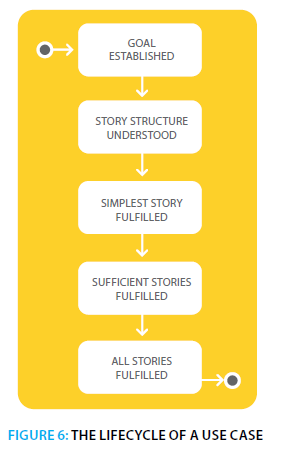 GOAL
ESTABLISHED
STORY STRUCTURE
UNDERSTOOD
SIMPLEST STORY
FULFILLED
SUFFICIENT STORIES
FULFILLED
ALL STORIES
FULFILLED
FIGURE 6: THE LIFECYCLE OF A USE CASE